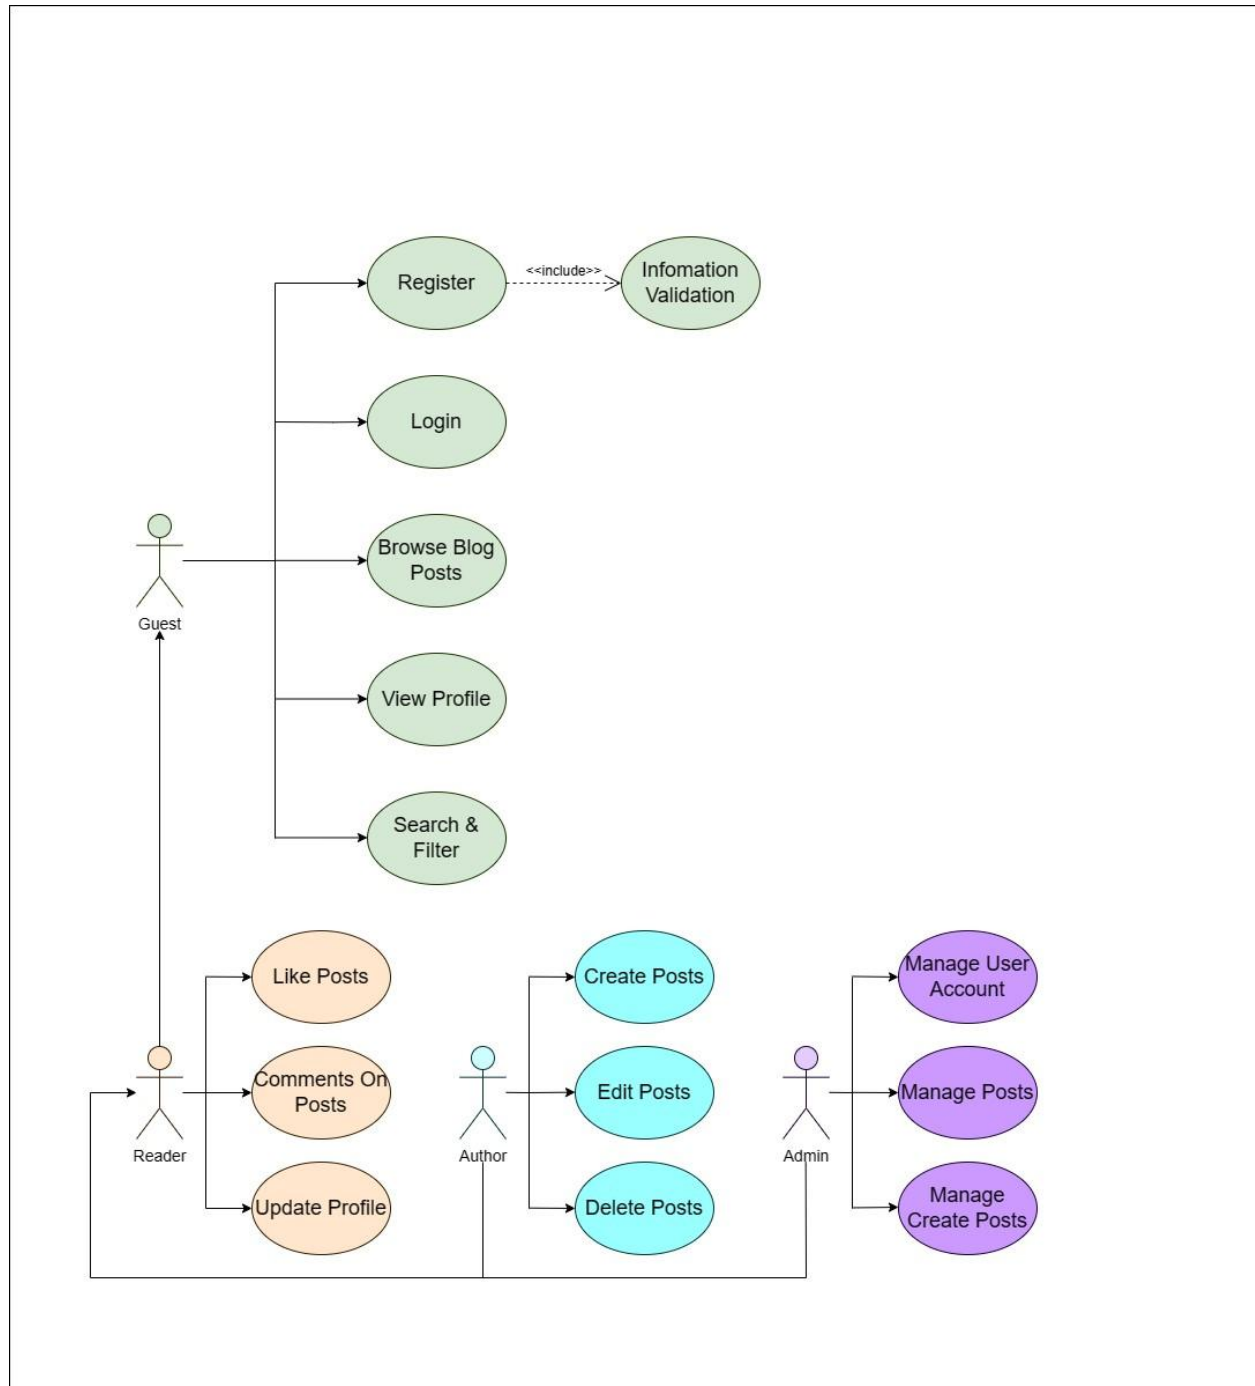 Register
<<include>>
Infomation
Validation
Login
Browse Blog
Posts
Guest
View Profile
Search &
Filter
Like Posts
Create Posts
Manage User
Account
Comments On
Posts
Edit Posts
Manage Posts
Reader
Author
Admin
Update Profile
Delete Posts
Manage
Create Posts